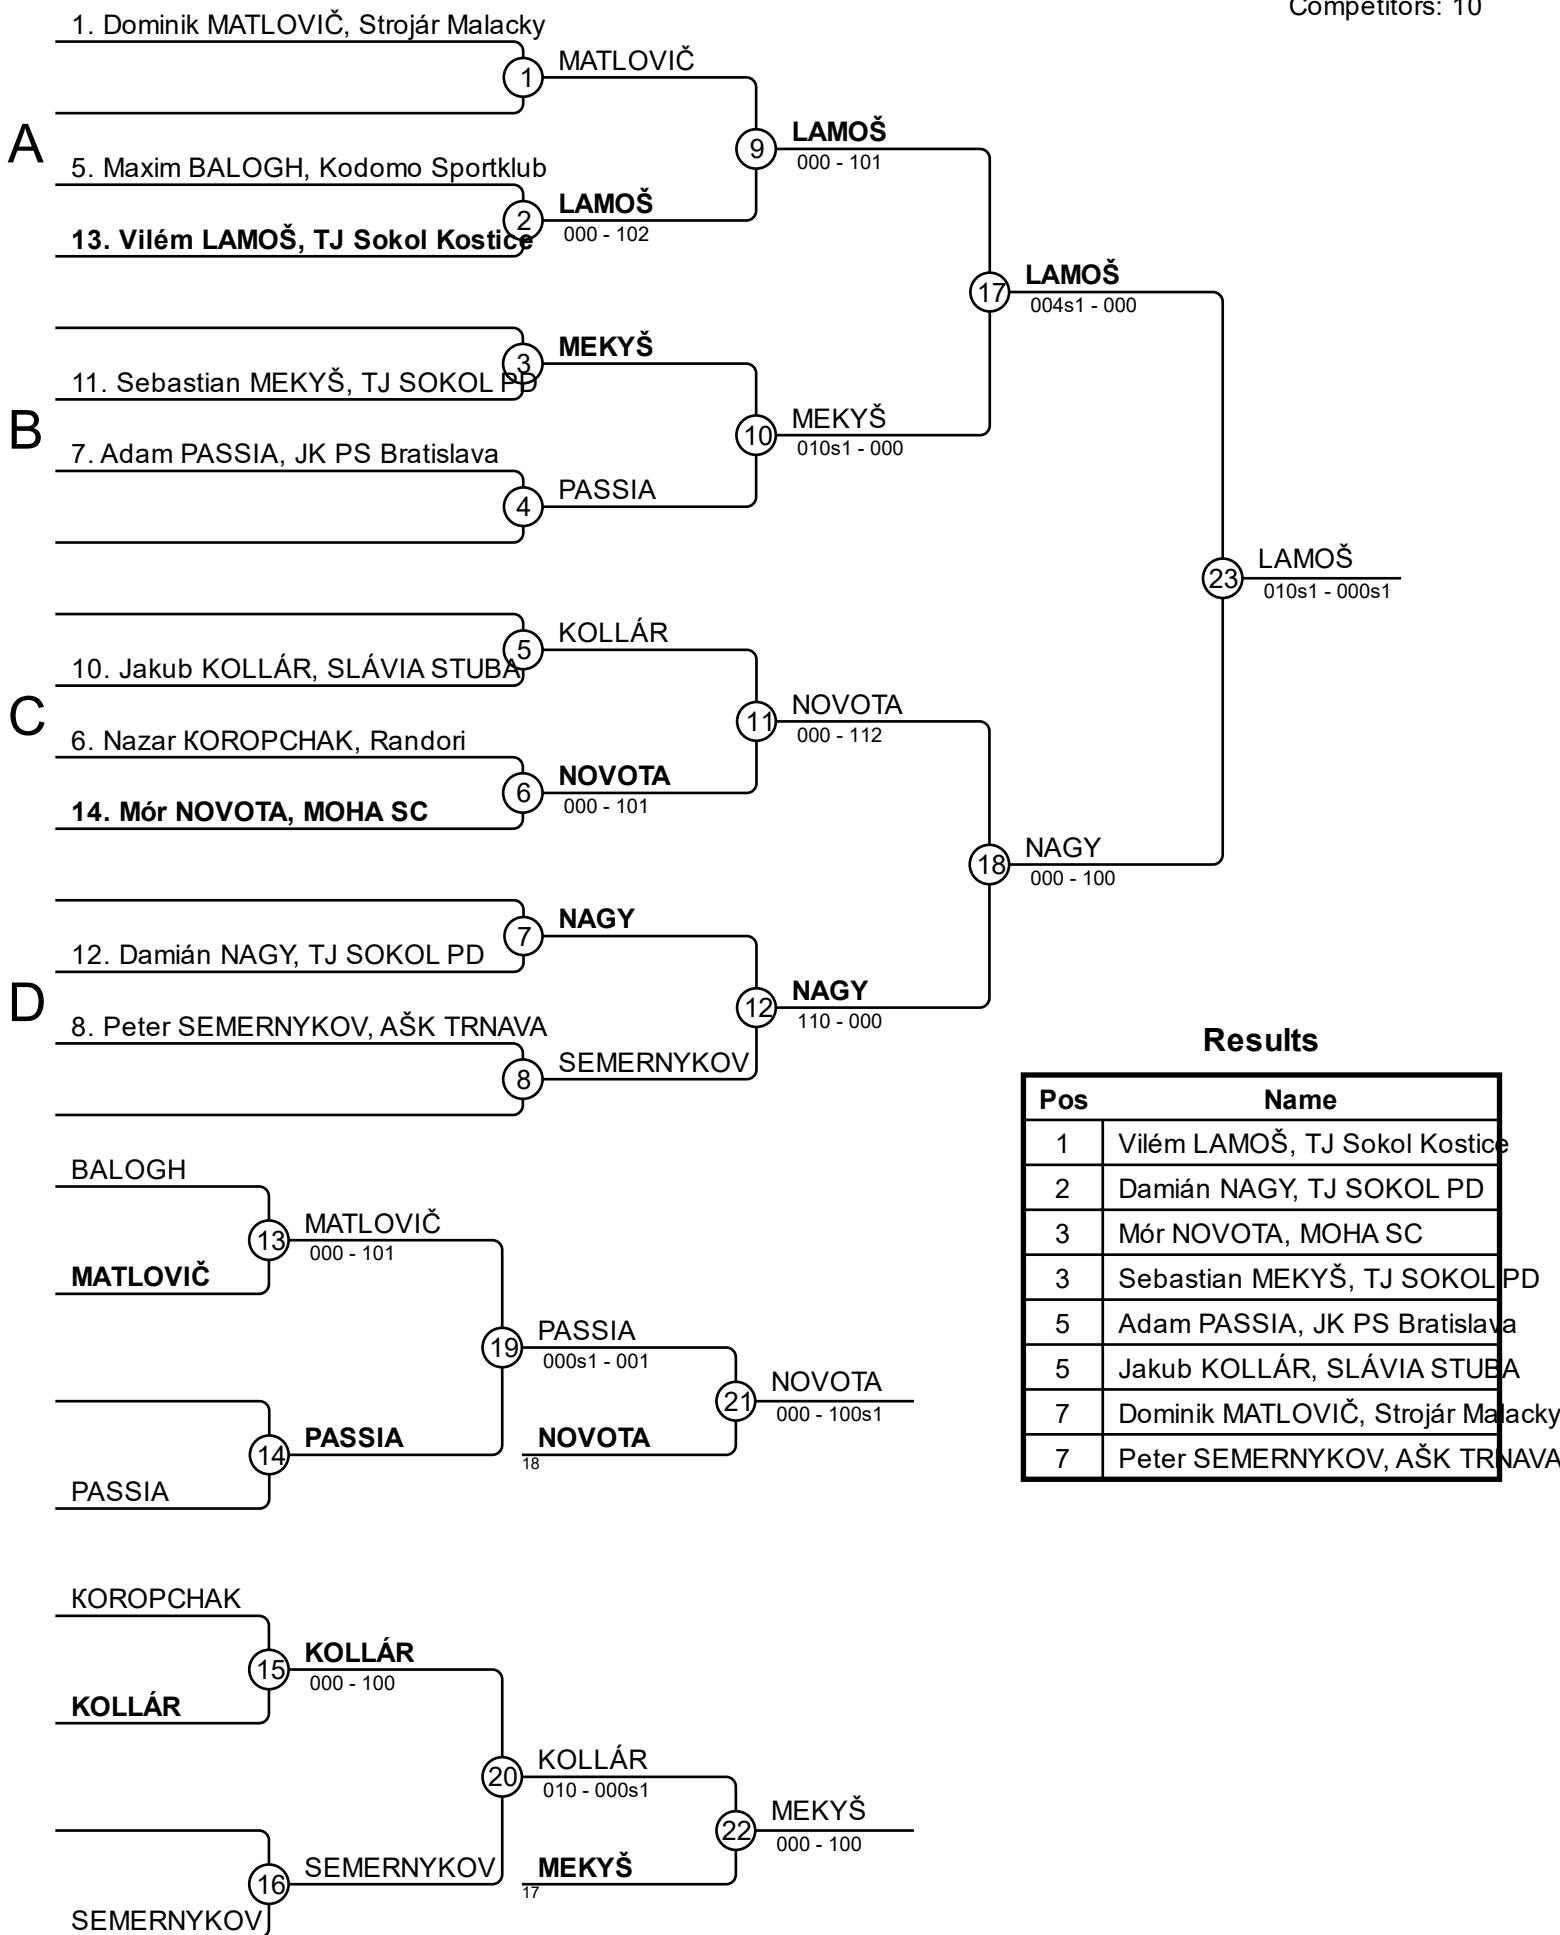 Competitors: 10
1. Dominik MATLOVIČ, Strojár Malacky
1
MATLOVIČ
A
9
LAMOŠ
000 - 101
5. Maxim BALOGH, Kodomo Sportklub
2
LAMOŠ
000 - 102
13. Vilém LAMOŠ, TJ Sokol Kostice
17
LAMOŠ
004s1 - 000
3
MEKYŠ
11. Sebastian MEKYŠ, TJ SOKOL PD
B
10
MEKYŠ
010s1 - 000
7. Adam PASSIA, JK PS Bratislava
4
PASSIA
23
LAMOŠ
010s1 - 000s1
5
KOLLÁR
10. Jakub KOLLÁR, SLÁVIA STUBA
C
11
NOVOTA
000 - 112
6. Nazar KOROPCHAK, Randori
6
NOVOTA
000 - 101
14. Mór NOVOTA, MOHA SC
18
NAGY
000 - 100
7
NAGY
12. Damián NAGY, TJ SOKOL PD
D
12
NAGY
110 - 000
8. Peter SEMERNYKOV, AŠK TRNAVA
8
SEMERNYKOV
Results
Pos Name
1 Vilém LAMOŠ, TJ Sokol Kostice
2 Damián NAGY, TJ SOKOL PD
3 Mór NOVOTA, MOHA SC
3 Sebastian MEKYŠ, TJ SOKOL PD
5 Adam PASSIA, JK PS Bratislava
5 Jakub KOLLÁR, SLÁVIA STUBA
7 Dominik MATLOVIČ, Strojár Malacky
7 Peter SEMERNYKOV, AŠK TRNAVA
BALOGH
13
MATLOVIČ
000 - 101
MATLOVIČ
19
PASSIA
000s1 - 001
21
NOVOTA
000 - 100s1
14
PASSIA
NOVOTA
18
PASSIA
KOROPCHAK
15
KOLLÁR
000 - 100
KOLLÁR
20
KOLLÁR
010 - 000s1
22
MEKYŠ
000 - 100
16
SEMERNYKOV
MEKYŠ
17
SEMERNYKOV